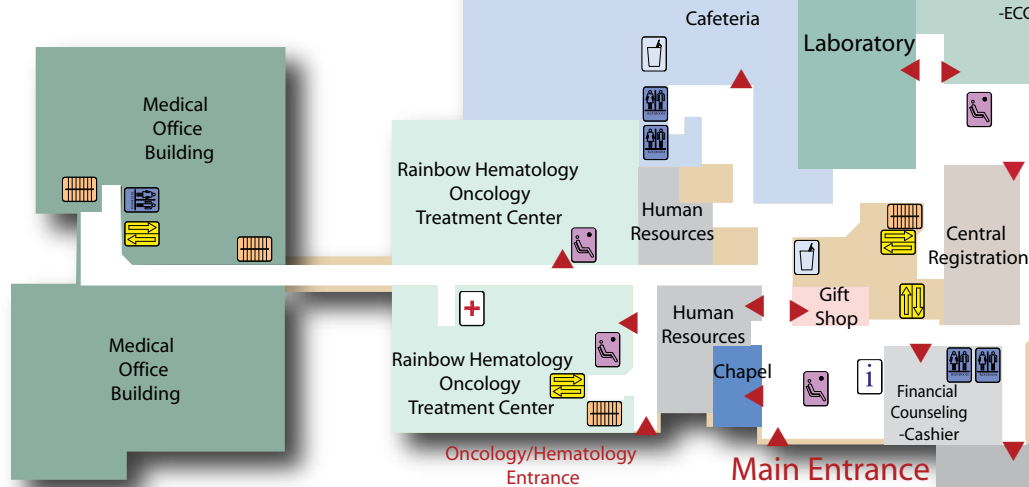 Cafeteria
-ECG
Laboratory
Medical
Office
Building
Rainbow Hematology
Oncology
Treatment Center
Human
Resources
Central
Registration
Gift
Shop
Human
Resources
Medical
Office
Building
Rainbow Hematology
Oncology
Treatment Center
Chapel
i
Financial
Counseling
-Cashier
Oncology/Hematology
Entrance
Main Entrance